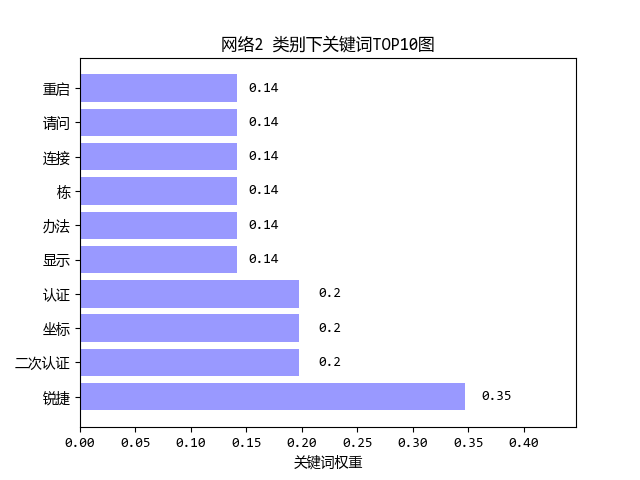 网络2 类别下关键词TOP10图
重启 0.14
请问 0.14
连接 0.14
栋 0.14
办法 0.14
显示 0.14
认证 0.2
坐标 0.2
二次认证 0.2
锐捷 0.35
0.00 0.05 0.10 0.15 0.20 0.25 0.30 0.35 0.40
关键词权重